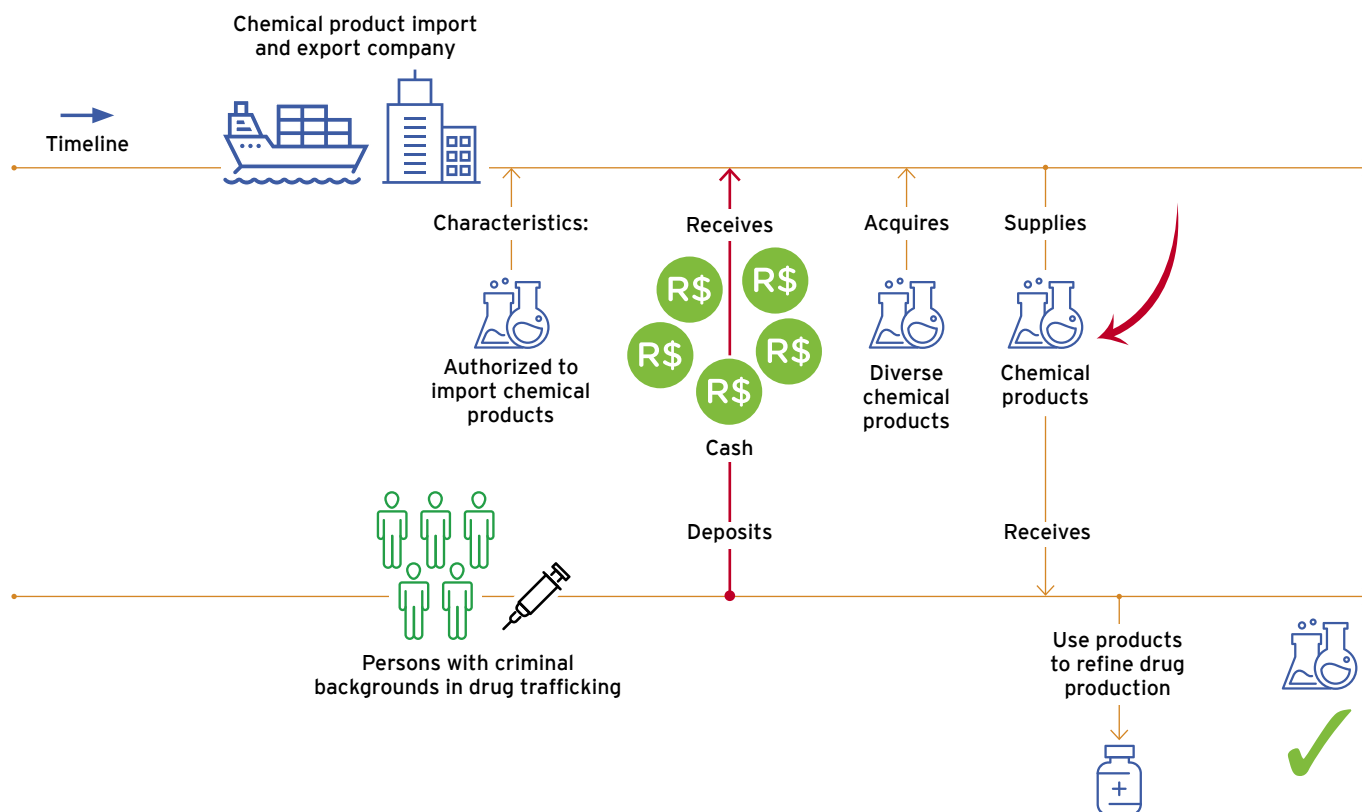 Chemical product import
and export company
Timeline
Characteristics:
Receives
Acquires
Supplies
R$
R$
R$
R$
R$
Authorized to
import chemical
products
Diverse
chemical
products
Chemical
products
Cash
Deposits
Receives
Persons with criminal
backgrounds in drug trafficking
Use products
to refine drug
production